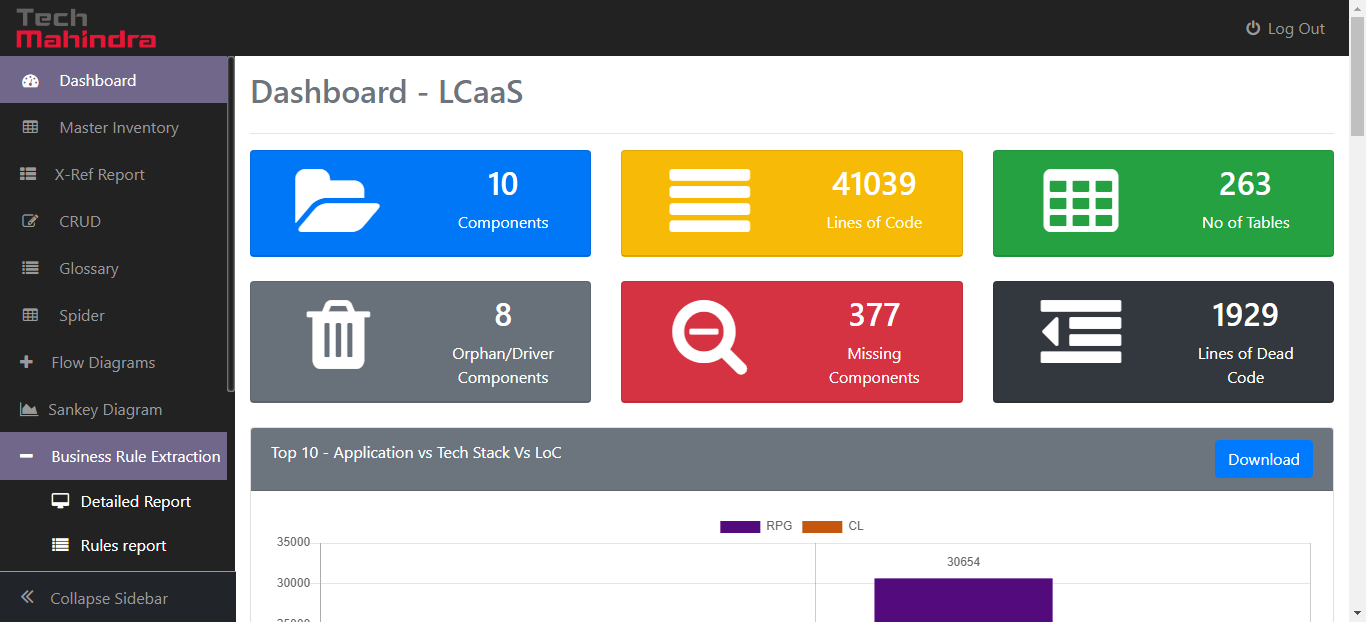 Tech
Mahindra
Log Out
Dashboard
Master Inventory
X-Ref Report
CRUD
Glossary
Spider
Flow Diagrams
Sankey Diagram
Business Rule Extraction
Detailed Report
Rules report
Collapse Sidebar
Dashboard - LCaaS
10
Components
41039
Lines of Code
263
No of Tables
8
Orphan/Driver
Components
377
Missing
Components
1929
Lines of Dead
Code
Top 10 - Application vs Tech Stack Vs LoC
Download
RPG
CL
35000
30654
30000
25000